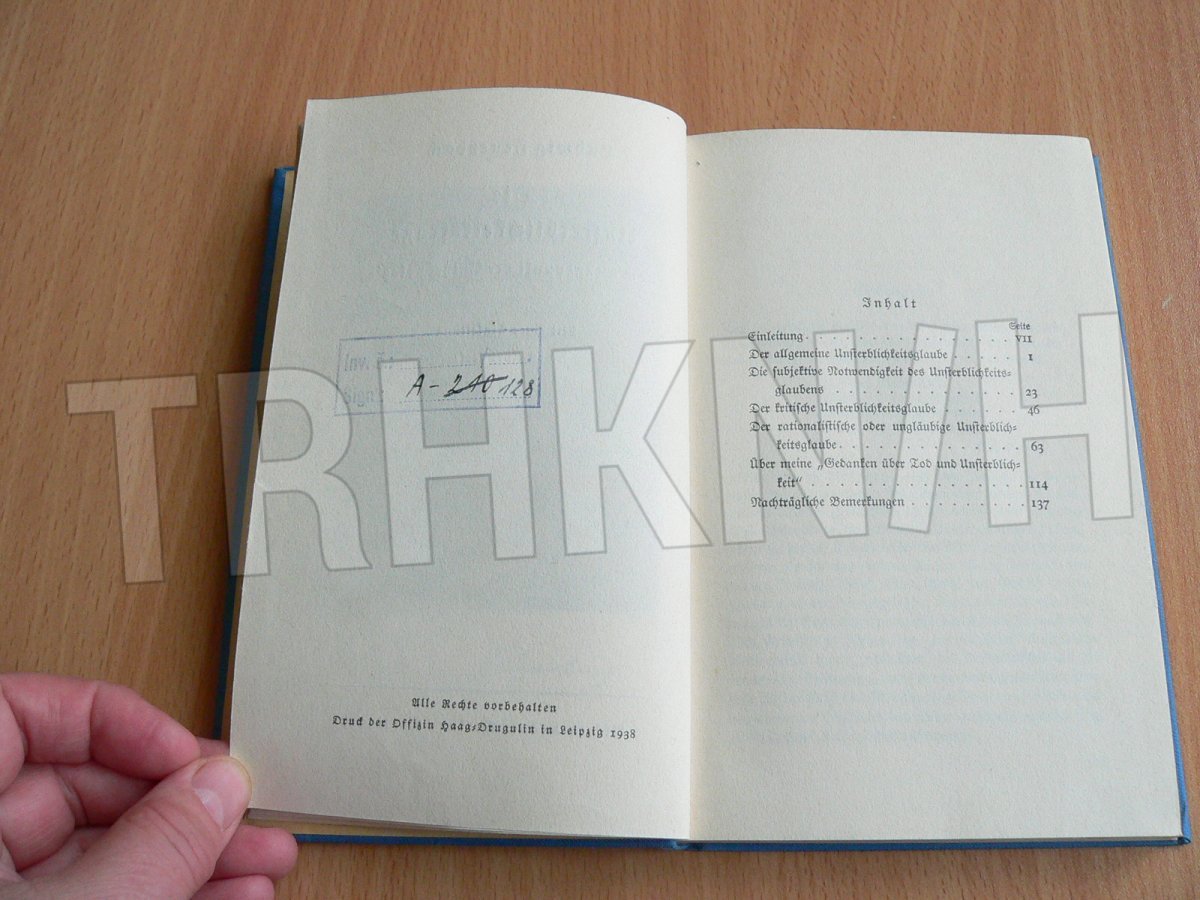 A - 210 128
Alle Rechte vorbehalten
Druck der Offizin Haag-Drugulin in Leipzig 1938
Inhalt
Seite
Einleitung . . . . . . . . . . . . . . . . VII
Der allgemeine Unsterblichkeitsglaube . . . . . 1
Die subjektive Notwendigkeit des Unsterblichkeits-
glaubens . . . . . . . . . . . . . . . 23
Der kritische Unsterblichkeitsglaube . . . . . . 46
Der rationalistische oder ungläubige Unsterblich-
keitsglaube . . . . . . . . . . . . . . 63
Über meine „Gedanken über Tod und Unsterblich-
keit“ . . . . . . . . . . . . . . . . 114
Nachträgliche Bemerkungen . . . . . . . . 137
TRHKNWH